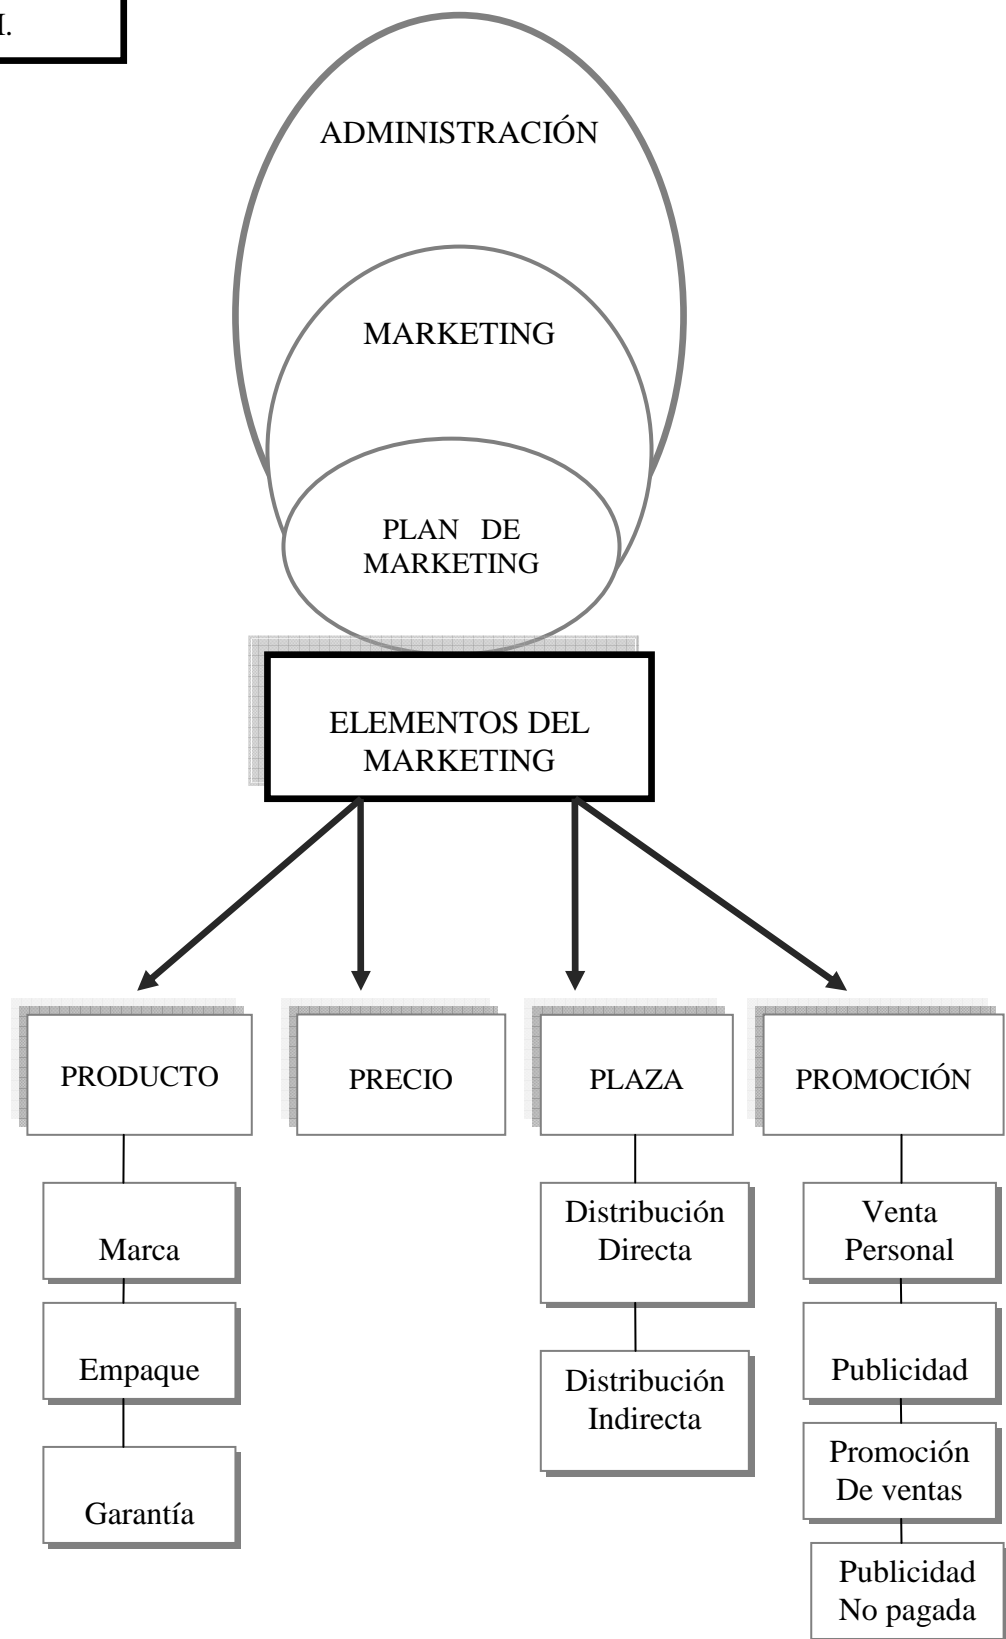 I.
ADMINISTRACIÓN
MARKETING
PLAN DE
MARKETING
ELEMENTOS DEL
MARKETING
PRODUCTO
PRECIO
PLAZA
PROMOCIÓN
Marca
Empaque
Garantía
Distribución
Directa
Distribución
Indirecta
Venta
Personal
Publicidad
Promoción
De ventas
Publicidad
No pagada